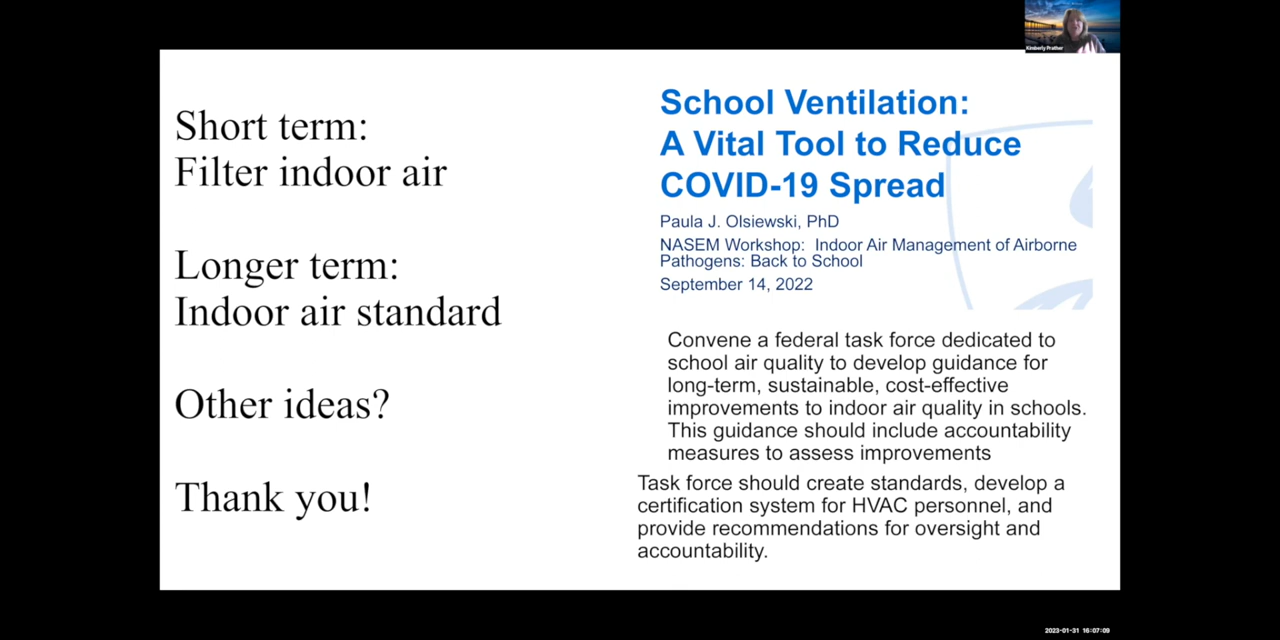 Kimberly Prather
Short term:
Filter indoor air
Longer term:
Indoor air standard
Other ideas?
Thank you!
School Ventilation:
A Vital Tool to Reduce
COVID-19 Spread
Paula J. Olsiewski, PhD
NASEM Workshop: Indoor Air Management of Airborne
Pathogens: Back to School
September 14, 2022
Convene a federal task force dedicated to
school air quality to develop guidance for
long-term, sustainable, cost-effective
improvements to indoor air quality in schools.
This guidance should include accountability
measures to assess improvements
Task force should create standards, develop a
certification system for HVAC personnel, and
provide recommendations for oversight and
accountability.
2023-01-31 16:07:09